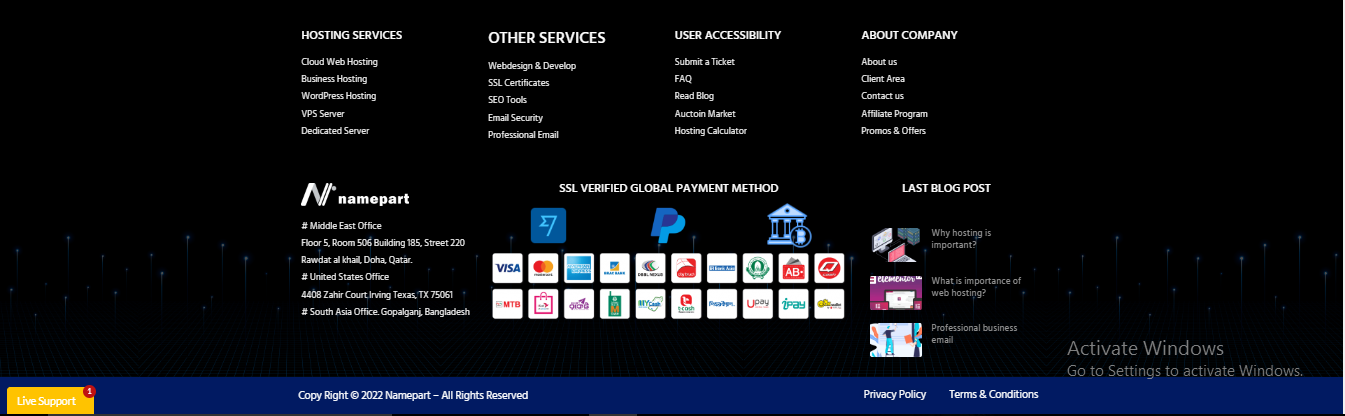 HOSTING SERVICES
Cloud Web Hosting
Business Hosting
WordPress Hosting
VPS Server
Dedicated Server
OTHER SERVICES
Webdesign & Develop
SSL Certificates
SEO Tools
Email Security
Professional Email
USER ACCESSIBILITY
Submit a Ticket
FAQ
Read Blog
Auctoin Market
Hosting Calculator
ABOUT COMPANY
About us
Client Area
Contact us
Affiliate Program
Promos & Offers
namepart
# Middle East Office
Floor 5, Room 506 Building 185, Street 220
Rawdat al khail, Doha, Qatar.
# United States Office
4408 Zahir Court Irving Texas, TX 75061
# South Asia Office. Gopalganj, Bangladesh
SSL VERIFIED GLOBAL PAYMENT METHOD
VISA
AB
MTB
MYCash
Upay
iPay
LAST BLOG POST
Why hosting is
important?
elementor
What is importance of
web hosting?
Professional business
email
Activate Windows
Go to Settings to activate Windows.
Live Support
1
Copy Right © 2022 Namepart – All Rights Reserved
Privacy Policy
Terms & Conditions